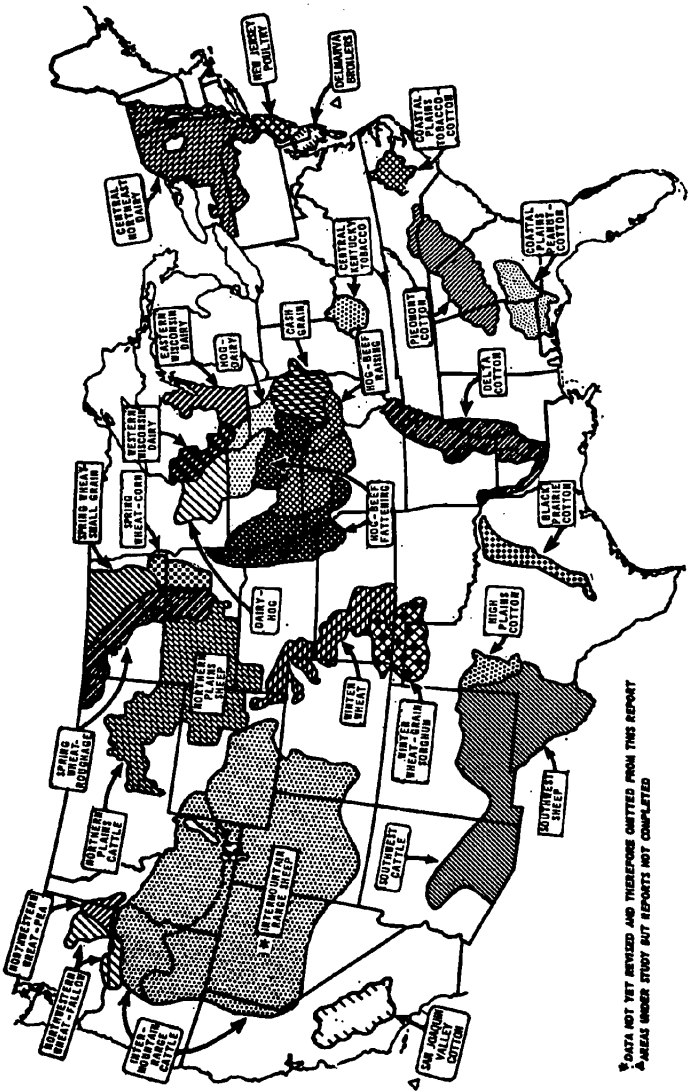 NORTHWESTERN
WHEAT-PEA
NORTHWESTERN
WHEAT-FALLOW
INTER-
MOUNTAIN
RANGE
CATTLE
SAN JOAQUIN
VALLEY
COTTON
SPRING
WHEAT-
ROUGHAGE
NORTHERN
PLAINS
CATTLE
* INTERMOUNTAIN
RANGE SHEEP
SOUTHWEST
CATTLE
SOUTHWEST
SHEEP
SPRING WHEAT-
SMALL GRAIN
SPRING
WHEAT-CORN
NORTHERN
PLAINS
SHEEP
DAIRY-
HOG
WINTER
WHEAT
WINTER
WHEAT-GRAIN
SORGHUM
HIGH
PLAINS
COTTON
BLACK
PRAIRIE
COTTON
WESTERN
WISCONSIN
DAIRY
EASTERN
WISCONSIN
DAIRY
HOG-
DAIRY
CASH
GRAIN
HOG-BEEF
RAISING
HOG-BEEF
FATTENING
CENTRAL
KENTUCKY
TOBACCO
DELTA
COTTON
PIEDMONT
COTTON
COASTAL
PLAINS
PEANUT-
COTTON
CENTRAL
NORTHEAST
DAIRY
NEW JERSEY
POULTRY
DELMARVA
BROILERS
△
COASTAL
PLAINS
TOBACCO-
COTTON
△
* DATA NOT YET REVISED AND THEREFORE OMITTED FROM THIS REPORT
△ AREAS UNDER STUDY BUT REPORTS NOT COMPLETED